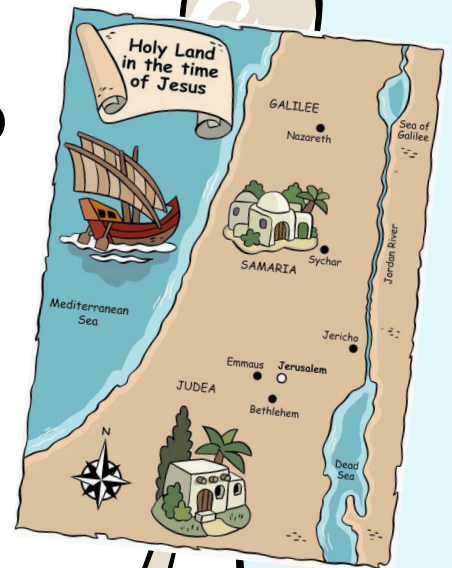 Holy Land
in the time
of Jesus
GALILEE
Nazareth
Sea of
Galilee
Jordan River
Sychar
SAMARIA
Mediterranean
Sea
Jericho
Emmaus
Jerusalem
JUDEA
Bethlehem
N
Dead
Sea